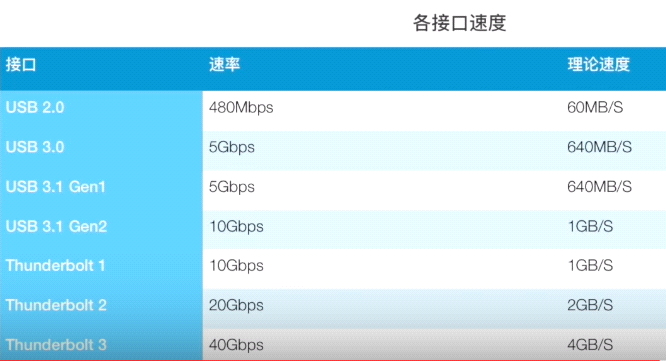 各接口速度
接口 速率 理论速度
USB 2.0 480Mbps 60MB/S
USB 3.0 5Gbps 640MB/S
USB 3.1 Gen1 5Gbps 640MB/S
USB 3.1 Gen2 10Gbps 1GB/S
Thunderbolt 1 10Gbps 1GB/S
Thunderbolt 2 20Gbps 2GB/S
Thunderbolt 3 40Gbps 4GB/S